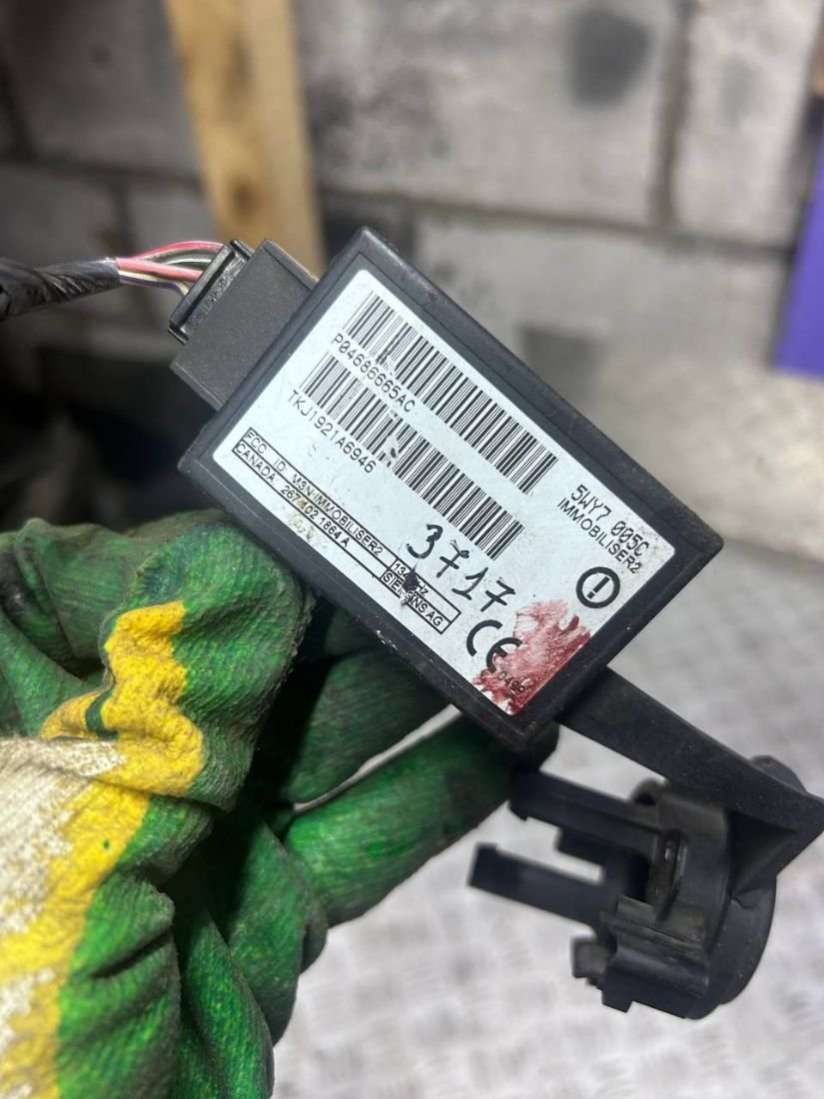 P04686665AC
TKJ1921A6946
5WY7 005C
IMMOBILISER2
FCC ID M3N IMMOBILISER2
CANADA 267 102 1664 A
SIEMENS AG
3717
CE